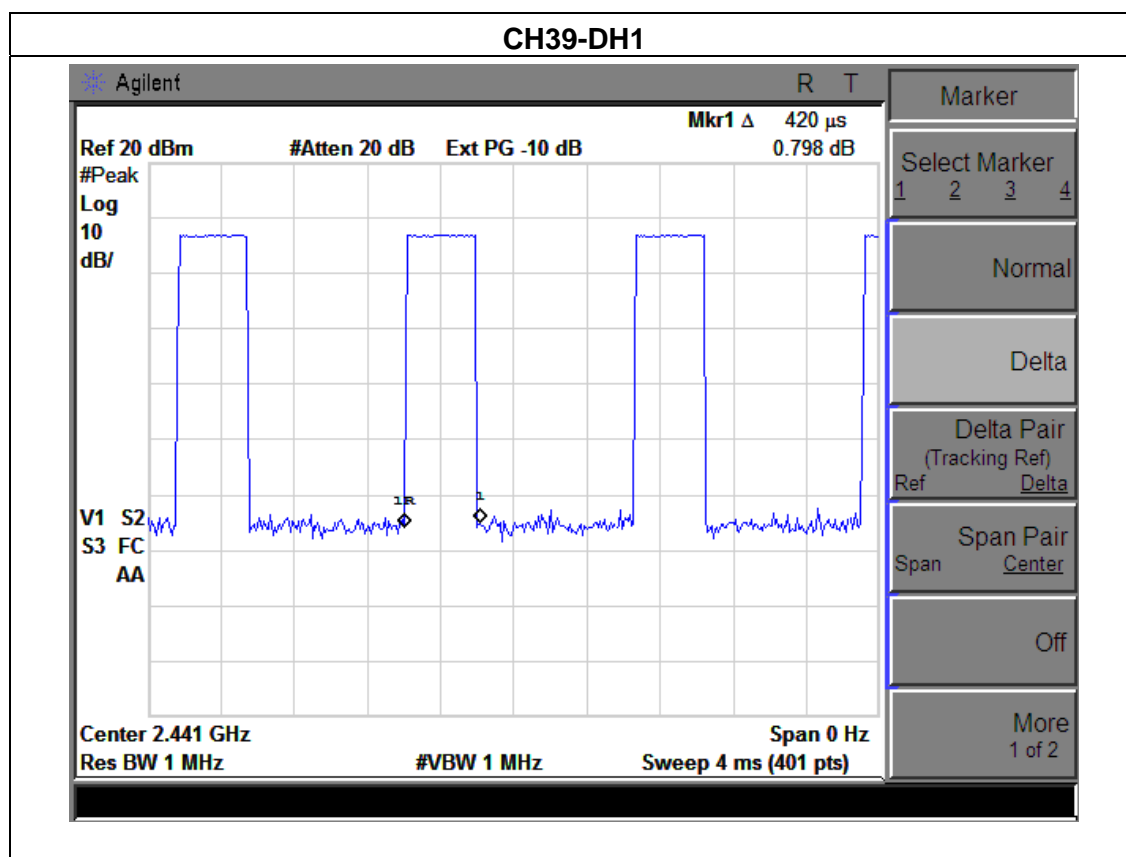 CH39-DH1
Agilent R T
Mkr1 Δ 420 µs
Ref 20 dBm #Atten 20 dB Ext PG -10 dB 0.798 dB
#Peak
Log
10
dB/
1R 1
V1 S2
S3 FC
AA
Center 2.441 GHz Span 0 Hz
Res BW 1 MHz #VBW 1 MHz Sweep 4 ms (401 pts)
Marker
Select Marker
1 2 3 4
Normal
Delta
Delta Pair
(Tracking Ref)
Ref Delta
Span Pair
Span Center
Off
More
1 of 2